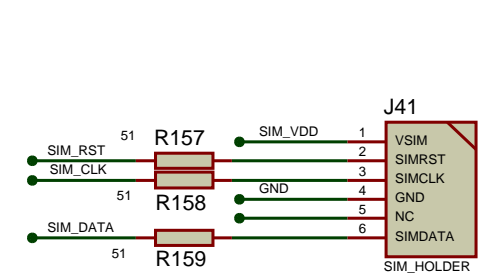 J41
51 R157 SIM_VDD 1 VSIM
SIM_RST 2 SIMRST
SIM_CLK 3 SIMCLK
51 R158 GND 4 GND
5 NC
SIM_DATA 6 SIMDATA
51 R159
SIM_HOLDER